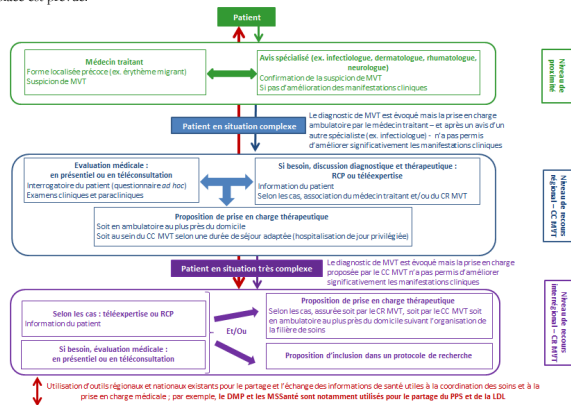 Patient
Médecin traitant
Forme localisée précoce (ex. érythème migrant)
Suspicion de MVT
Avis spécialisé (ex. infectiologue, dermatologue, rhumatologue,
neurologue)
Confirmation de la suspicion de MVT
Si pas d'amélioration des manifestations cliniques
Niveau de
proximité
Patient en situation complexe
Le diagnostic de MVT est évoqué mais la prise en charge
ambulatoire par le médecin traitant – et après un avis d'un
autre spécialiste (ex. infectiologue) - n'a pas permis
d'améliorer significativement les manifestations cliniques
Evaluation médicale :
en présentiel ou en téléconsultation
Interrogatoire du patient (questionnaire ad hoc)
Examens cliniques et paracliniques
Si besoin, discussion diagnostique et thérapeutique :
RCP ou téléexpertise
Information du patient
Selon les cas, association du médecin traitant et/ou du CR MVT
Proposition de prise en charge thérapeutique
Soit en ambulatoire au plus près du domicile
Soit au sein du CC MVT selon une durée de séjour adaptée (hospitalisation de jour privilégiée)
Niveau de recours
régional – CC MVT
Patient en situation très complexe
Le diagnostic de MVT est évoqué mais la prise en charge
proposée par le CC MVT n'a pas permis d'améliorer
significativement les manifestations cliniques
Selon les cas : téléexpertise ou RCP
Information du patient
Si besoin, évaluation médicale :
en présentiel ou en téléconsultation
Et/Ou
Proposition de prise en charge thérapeutique
Selon les cas, assurée soit par le CR MVT, soit par le CC MVT soit
en ambulatoire au plus près du domicile suivant l'organisation de
la filière de soins
Proposition d'inclusion dans un protocole de recherche
Niveau de recours
interrégional – CR MVT
Utilisation d'outils régionaux et nationaux existants pour le partage et l'échange des informations de santé utiles à la coordination des soins et à la
prise en charge médicale ; par exemple, le DMP et les MSSanté sont notamment utilisés pour le partage du PPS et de la LDL